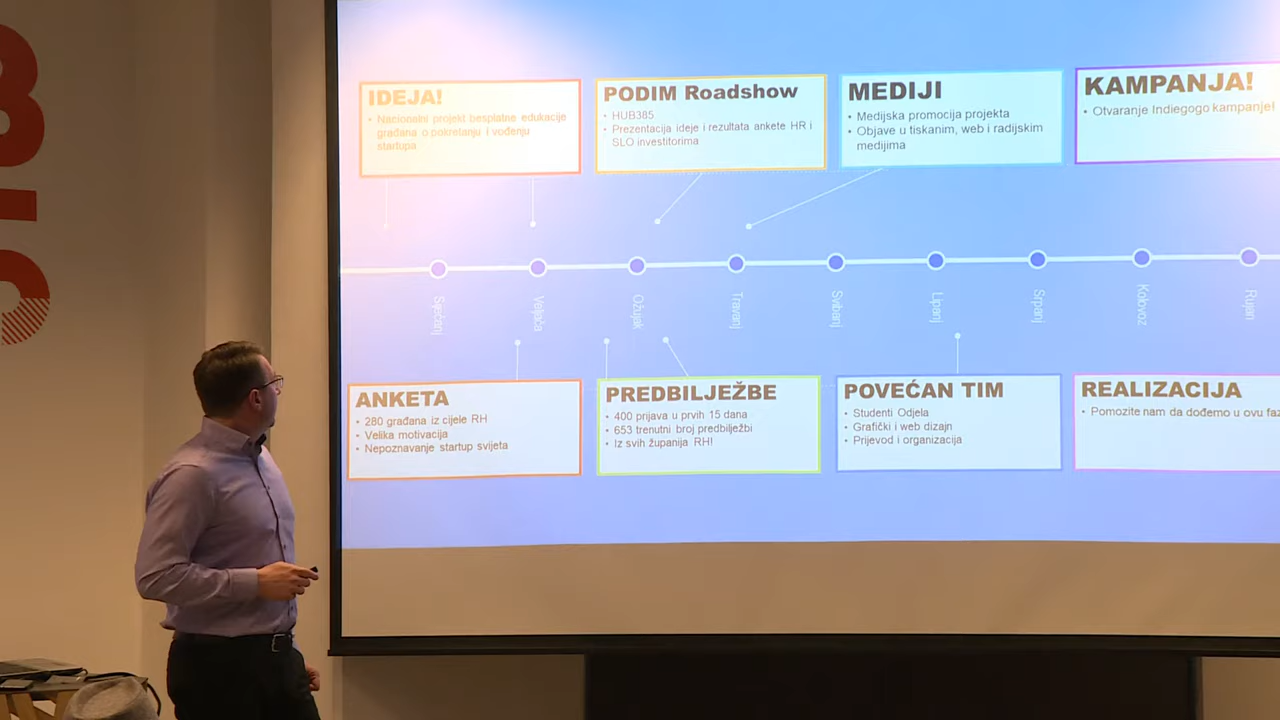 IDEJA!
• Nacionalni projekt besplatne edukacije
građana o pokretanju i vođenju
startupa
PODIM Roadshow
• HUB385
• Prezentacija ideje i rezultata ankete HR i
SLO investitorima
MEDIJI
• Medijska promocija projekta
• Objave u tiskanim, web i radijskim
medijima
KAMPANJA!
• Otvaranje Indiegogo kampanje!
Siječanj
Veljača
Ožujak
Travanj
Svibanj
Lipanj
Srpanj
Kolovoz
Rujan
ANKETA
• 280 građana iz cijele RH
• Velika motivacija
• Nepoznavanje startup svijeta
PREDBILJEŽBE
• 400 prijava u prvih 15 dana
• 653 trenutni broj predbilježbi
• Iz svih županija RH!
POVEĆAN TIM
• Studenti Odjela
• Grafički i web dizajn
• Prijevod i organizacija
REALIZACIJA
• Pomozite nam da dođemo u ovu